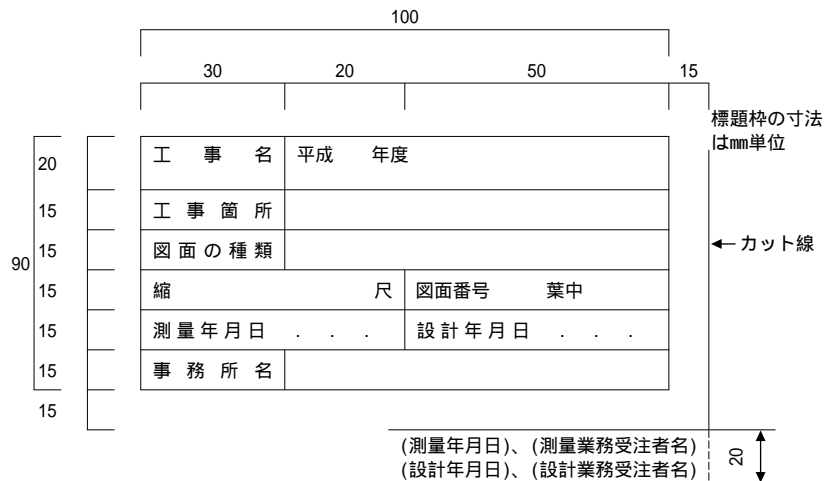 100
30 20 50 15
標題枠の寸法
は㎜単位
20 工事名 平成 年度
15 工事箇所
15 図面の種類
←カット線
90
15 縮 尺 図面番号 葉中
15 測量年月日 . . . 設計年月日 . . .
15 事務所名
15
(測量年月日)、(測量業務受注者名)
(設計年月日)、(設計業務受注者名)
20